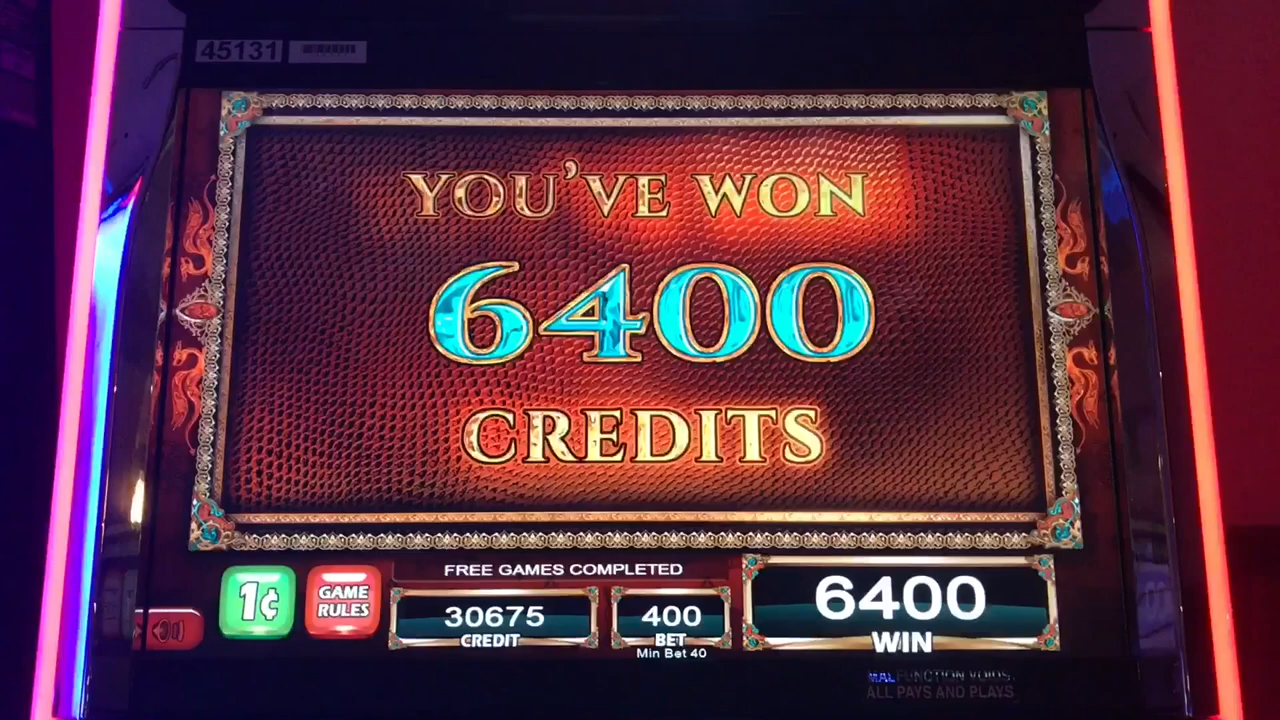 45131
YOU'VE WON
6400
CREDITS
FREE GAMES COMPLETED
1¢
GAME
RULES
30675
CREDIT
400
BET
Min Bet 40
6400
WIN
MALFUNCTION VOIDS
ALL PAYS AND PLAYS